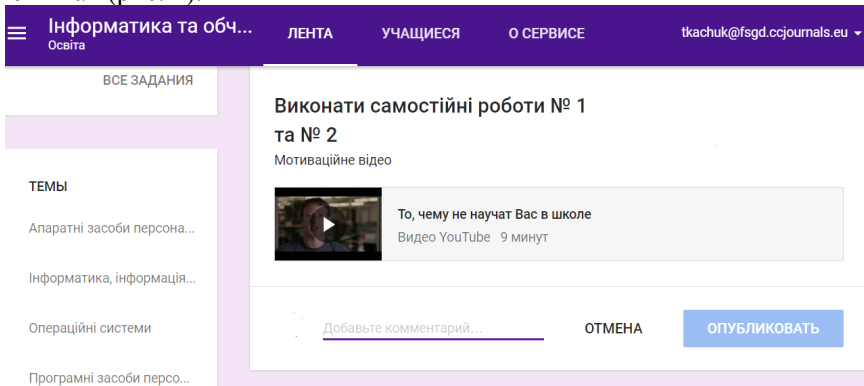 Інформатика та обч...
Освіта
ЛЕНТА
УЧАЩИЕСЯ
О СЕРВИСЕ
tkachuk@fsgd.ccjournals.eu
ВСЕ ЗАДАНИЯ
ТЕМЫ
Апаратні засоби персона...
Інформатика, інформація...
Операційні системи
Програмні засоби персо...
Виконати самостійні роботи № 1
та № 2
Мотиваційне відео
То, чему не научат Вас в школе
Видео YouTube 9 минут
Добавьте комментарий...
ОТМЕНА
ОПУБЛИКОВАТЬ